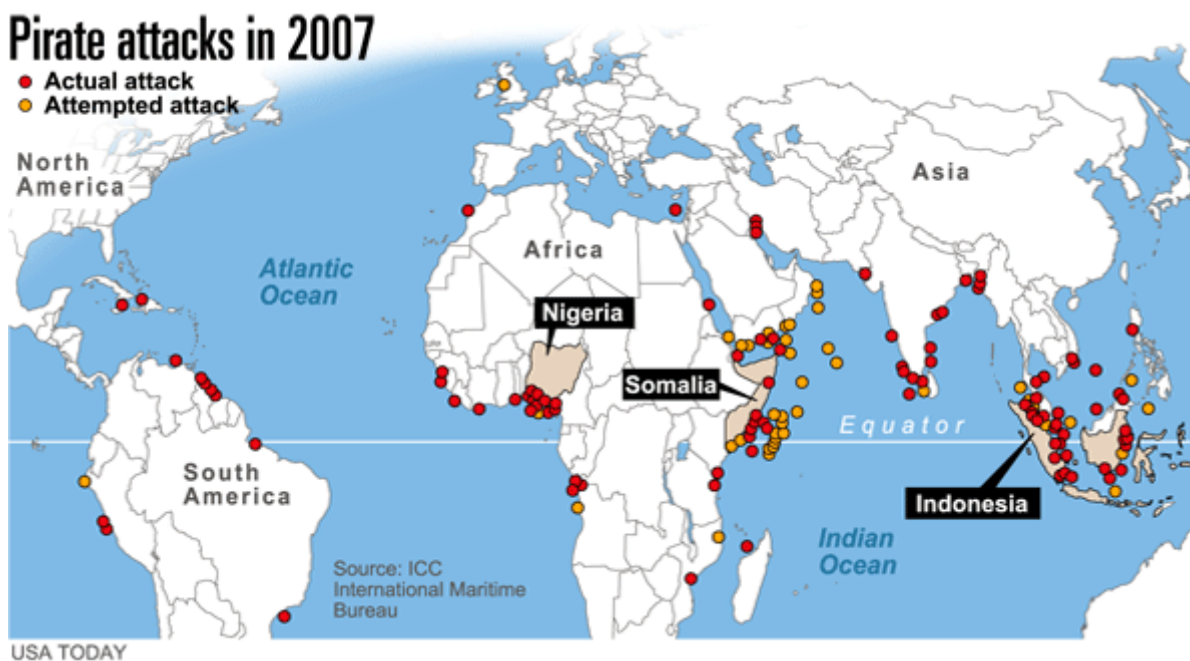 Pirate attacks in 2007
Actual attack
Attempted attack
North
America
Asia
Africa
Atlantic
Ocean
Nigeria
Somalia
Equator
South
America
Indonesia
Indian
Ocean
Source: ICC
International Maritime
Bureau
USA TODAY